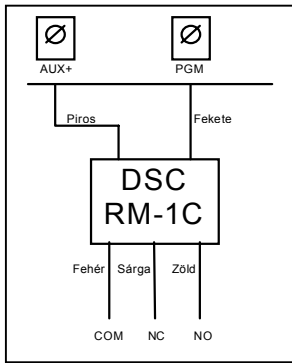 AUX+ PGM
Piros Fekete
DSC
RM-1C
Fehér Sárga Zöld
COM NC NO